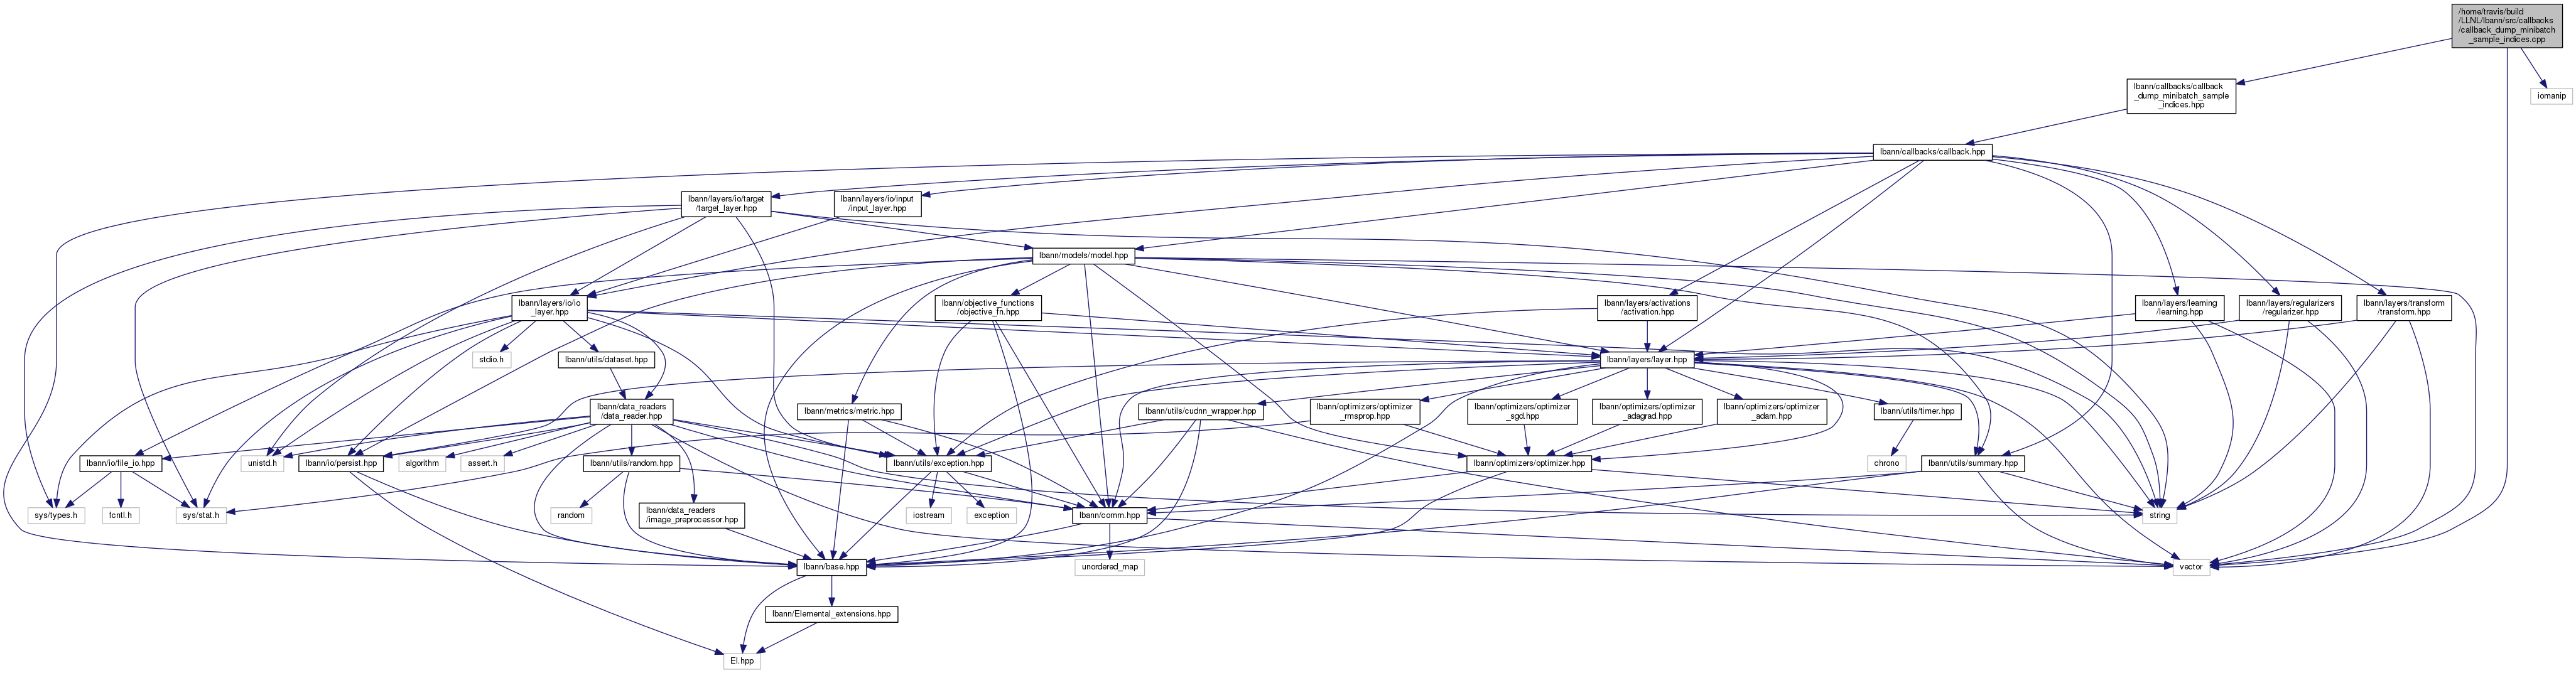 /home/travis/build
/LLNL/lbann/src/callbacks
/callback_dump_minibatch
_sample_indices.cpp
lbann/callbacks/callback
_dump_minibatch_sample
_indices.hpp
iomanip
lbann/callbacks/callback.hpp
lbann/layers/io/target
/target_layer.hpp
lbann/layers/io/input
/input_layer.hpp
lbann/models/model.hpp
lbann/layers/io/io
_layer.hpp
lbann/objective_functions
/objective_fn.hpp
lbann/layers/activations
/activation.hpp
lbann/layers/learning
/learning.hpp
lbann/layers/regularizers
/regularizer.hpp
lbann/layers/transform
/transform.hpp
stdio.h
lbann/utils/dataset.hpp
lbann/layers/layer.hpp
lbann/data_readers
/data_reader.hpp
lbann/metrics/metric.hpp
lbann/utils/cudnn_wrapper.hpp
lbann/optimizers/optimizer
_rmsprop.hpp
lbann/optimizers/optimizer
_sgd.hpp
lbann/optimizers/optimizer
_adagrad.hpp
lbann/optimizers/optimizer
_adam.hpp
lbann/utils/timer.hpp
lbann/io/file_io.hpp
unistd.h
lbann/io/persist.hpp
algorithm
assert.h
lbann/utils/random.hpp
lbann/utils/exception.hpp
lbann/optimizers/optimizer.hpp
chrono
lbann/utils/summary.hpp
sys/types.h
fcntl.h
sys/stat.h
random
lbann/data_readers
/image_preprocessor.hpp
iostream
exception
lbann/comm.hpp
string
lbann/base.hpp
unordered_map
vector
lbann/Elemental_extensions.hpp
El.hpp